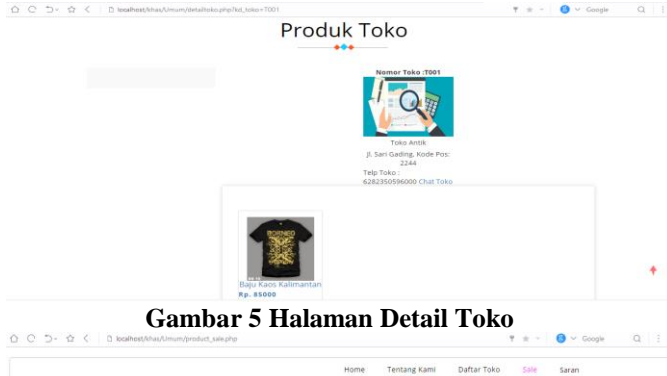 localhost/khas/Umum/detailtoko.php?kd_toko=T001
Google
Produk Toko
Nomor Toko :T001
Toko Antik
Jl. Sari Gading. Kode Pos:
2244
Telp Toko :
6282350596000 Chat Toko
BORNEO
Baju Kaos Kalimantan
Rp. 85000
Gambar 5 Halaman Detail Toko
localhost/khas/Umum/product_sale.php
Google
Home Tentang Kami Daftar Toko Sale Saran